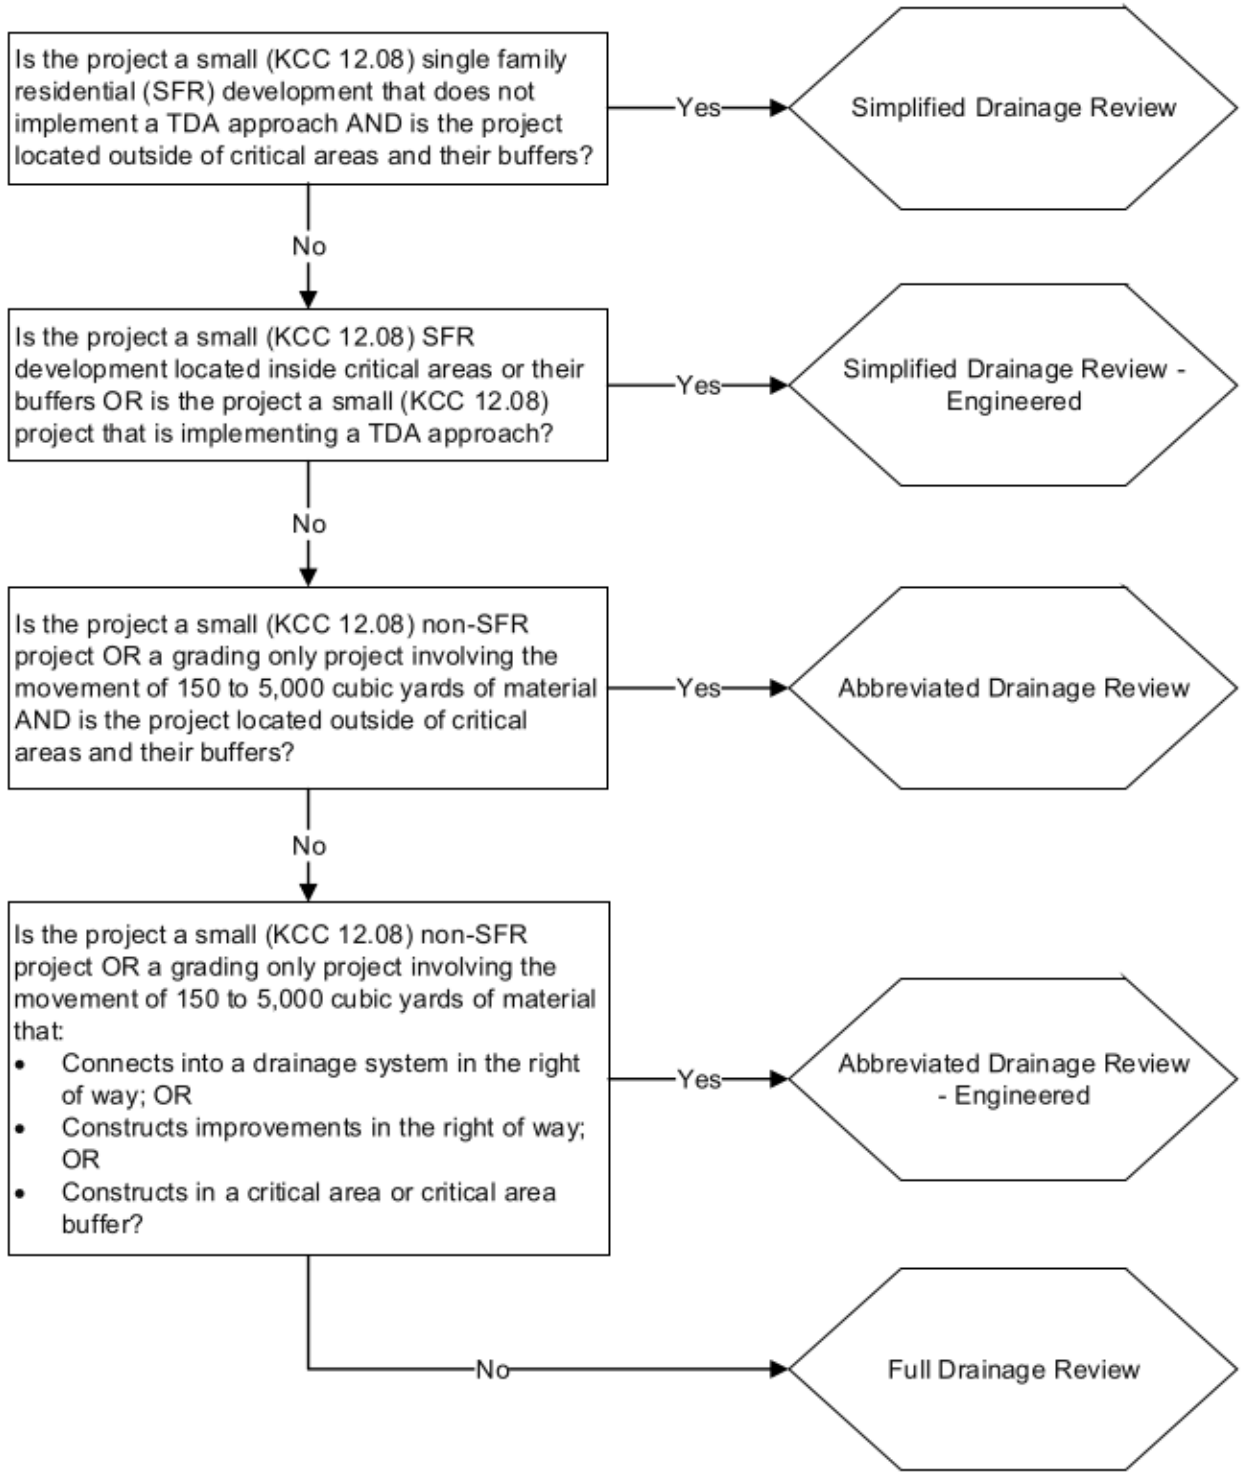 Is the project a small (KCC 12.08) single family
residential (SFR) development that does not
implement a TDA approach AND is the project
located outside of critical areas and their buffers?
Yes
Simplified Drainage Review
No
Is the project a small (KCC 12.08) SFR
development located inside critical areas or their
buffers OR is the project a small (KCC 12.08)
project that is implementing a TDA approach?
Yes
Simplified Drainage Review -
Engineered
No
Is the project a small (KCC 12.08) non-SFR
project OR a grading only project involving the
movement of 150 to 5,000 cubic yards of material
AND is the project located outside of critical
areas and their buffers?
Yes
Abbreviated Drainage Review
No
Is the project a small (KCC 12.08) non-SFR
project OR a grading only project involving the
movement of 150 to 5,000 cubic yards of material
that:
• Connects into a drainage system in the right
of way; OR
• Constructs improvements in the right of way;
OR
• Constructs in a critical area or critical area
buffer?
Yes
Abbreviated Drainage Review
- Engineered
No
Full Drainage Review